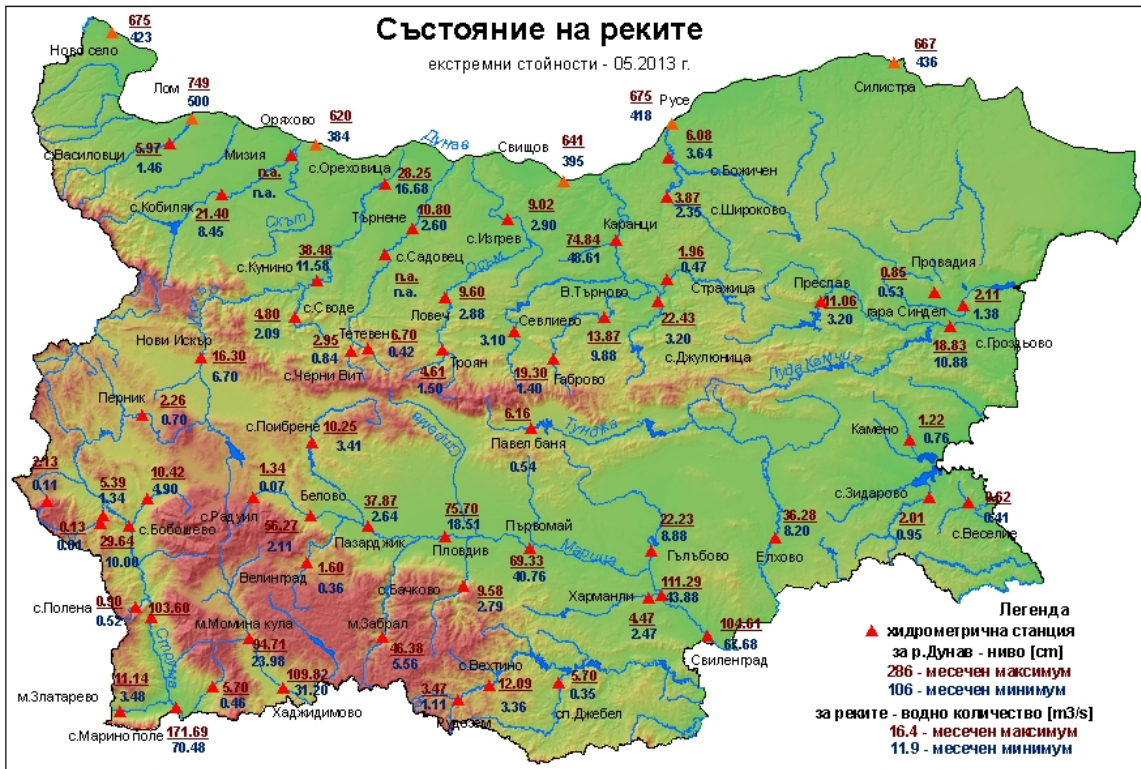 Състояние на реките
екстремни стойности - 05.2013 г.
675
423
Ново село
667
436
Силистра
Лом
749
500
Оряхово
620
384
Дунав
Свищов
641
395
675
418
Русе
с.Василовци
5.97
1.46
Мизия
n.a.
n.a.
с.Ореховица
28.25
16.68
6.08
3.64
с.Божичен
с.Кобиляк
21.40
8.45
Скът
Търнене
10.80
2.60
9.02
2.90
с.Изгрев
3.87
2.35
с.Широково
Каранци
74.84
48.61
38.48
11.58
с.Кунино
с.Садовец
n.a.
n.a.
Осъм
1.96
0.47
Стражица
Провадия
0.85
0.53
Преслав
11.06
3.20
2.11
1.38
гара Синдел
с.Гроздьово
18.83
10.88
4.80
2.09
с.Своде
Ловеч
9.60
2.88
В.Търново
13.87
9.88
22.43
3.20
с.Джулюница
Севлиево
3.10
Нови Искър
16.30
6.70
2.95
0.84
Тетевен
6.70
0.42
с.Черни Вит
Троян
4.61
1.50
19.30
1.40
Габрово
Луда Камчия
Перник
2.26
0.70
с.Поибрене
10.25
3.41
Стряма
6.16
Павел баня
0.54
Тунджа
Камено
1.22
0.76
2.13
0.11
5.39
1.34
10.42
4.90
1.34
0.07
с.Радуил
Белово
56.27
2.11
37.87
2.64
Пазарджик
75.70
18.51
Пловдив
Първомай
69.33
40.76
Марица
22.23
8.88
Гълъбово
36.28
8.20
Елхово
с.Зидарово
2.01
0.95
0.62
0.41
с.Веселие
0.13
0.01
29.64
10.00
с.Бобошево
Велинград
1.60
0.36
с.Бачково
9.58
2.79
Харманли
111.29
43.88
4.47
2.47
104.61
67.68
Свиленград
с.Полена
0.90
0.52
103.60
Струма
м.Момина кула
94.71
23.98
м.Забрал
46.38
5.56
с.Вехтино
12.09
3.36
5.70
0.35
сп.Джебел
3.47
1.11
Рудозем
м.Златарево
11.14
3.48
5.70
0.46
109.82
31.20
Хаджидимово
с.Марино поле
171.69
70.48
Легенда
хидрометрична станция
за р.Дунав - ниво [cm]
286 - месечен максимум
106 - месечен минимум
за реките - водно количество [m3/s]
16.4 - месечен максимум
11.9 - месечен минимум